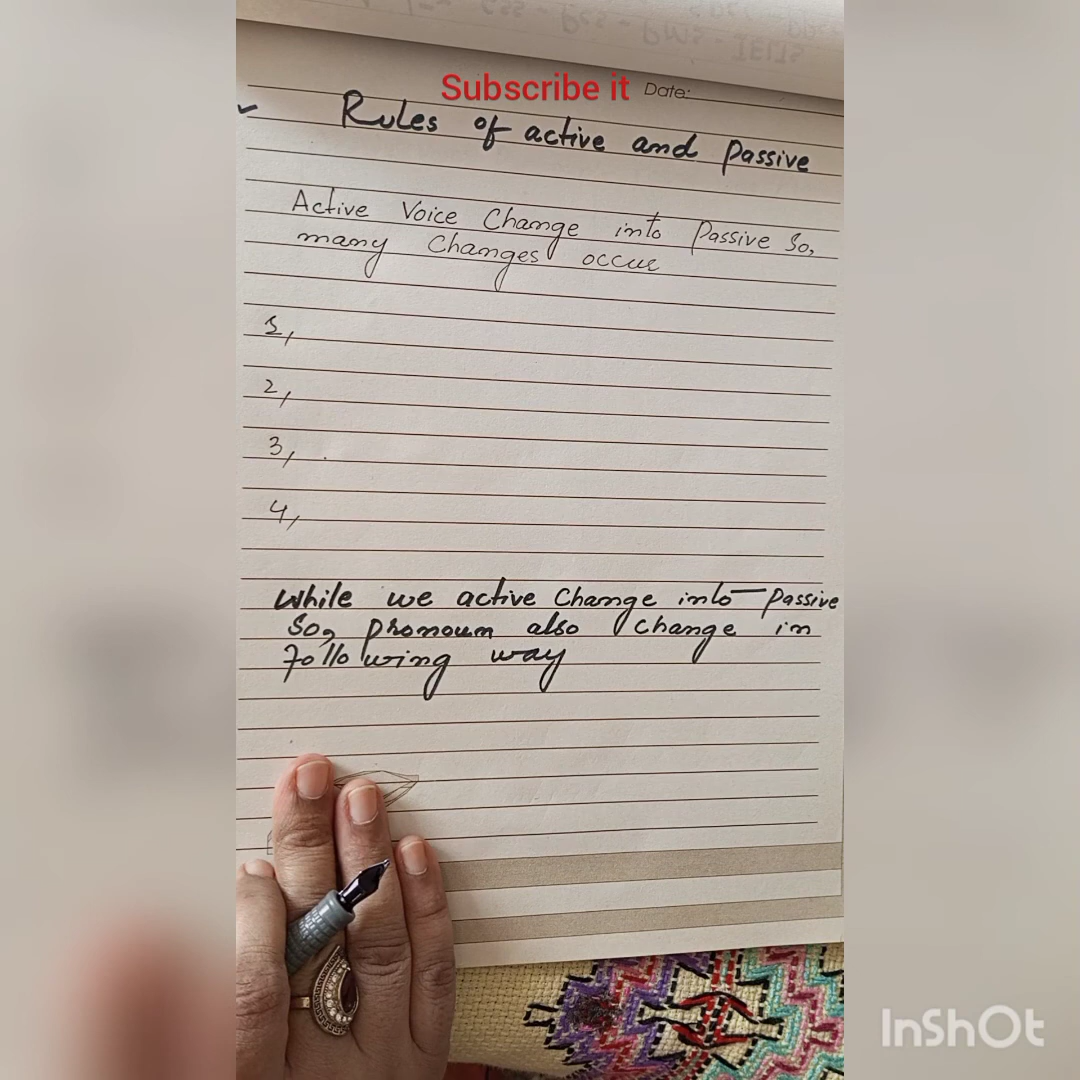 Subscribe it
Date:
Rules of active and passive
Active Voice Change into Passive So,
many Changes occur
1,
2,
3,
4,
While we active Change into passive
So, pronoun also change in
following way
InShOt